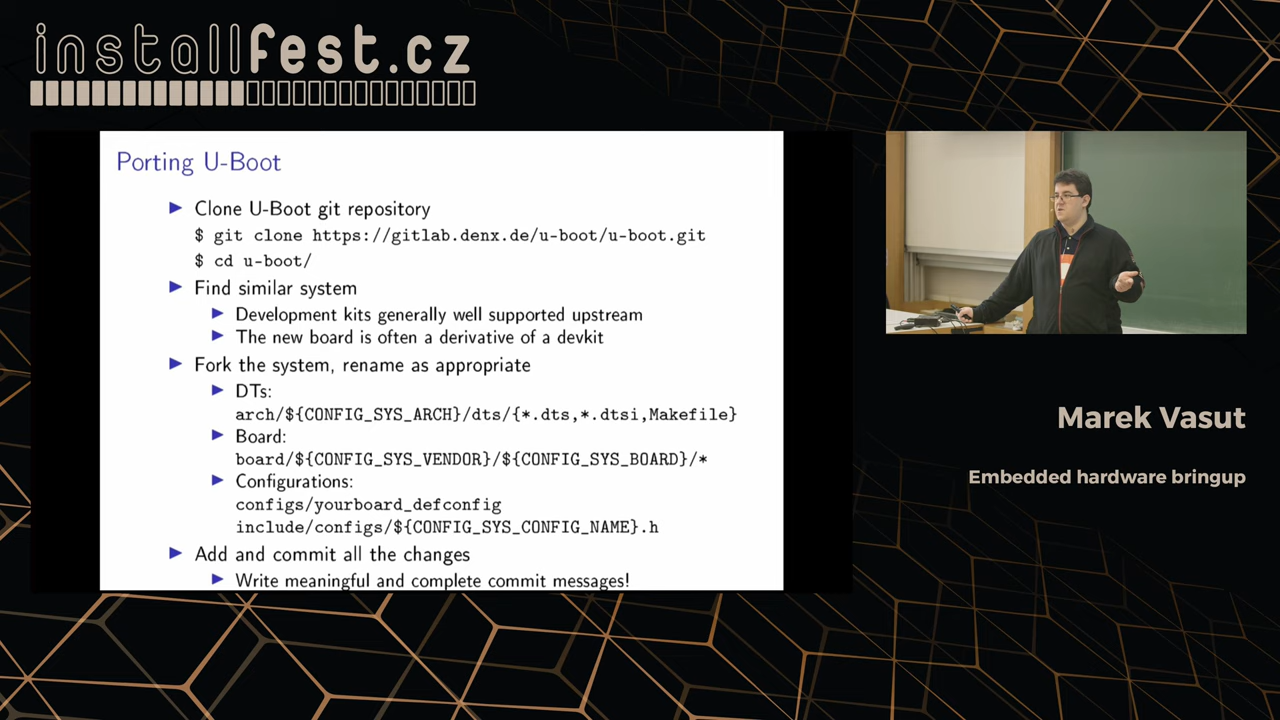 installfest.cz
Porting U-Boot
Clone U-Boot git repository
$ git clone https://gitlab.denx.de/u-boot/u-boot.git
$ cd u-boot/
Find similar system
Development kits generally well supported upstream
The new board is often a derivative of a devkit
Fork the system, rename as appropriate
DTs:
arch/${CONFIG_SYS_ARCH}/dts/{*.dts,*.dtsi,Makefile}
Board:
board/${CONFIG_SYS_VENDOR}/${CONFIG_SYS_BOARD}/*
Configurations:
configs/yourboard_defconfig
include/configs/${CONFIG_SYS_CONFIG_NAME}.h
Add and commit all the changes
Write meaningful and complete commit messages!
Marek Vasut
Embedded hardware bringup